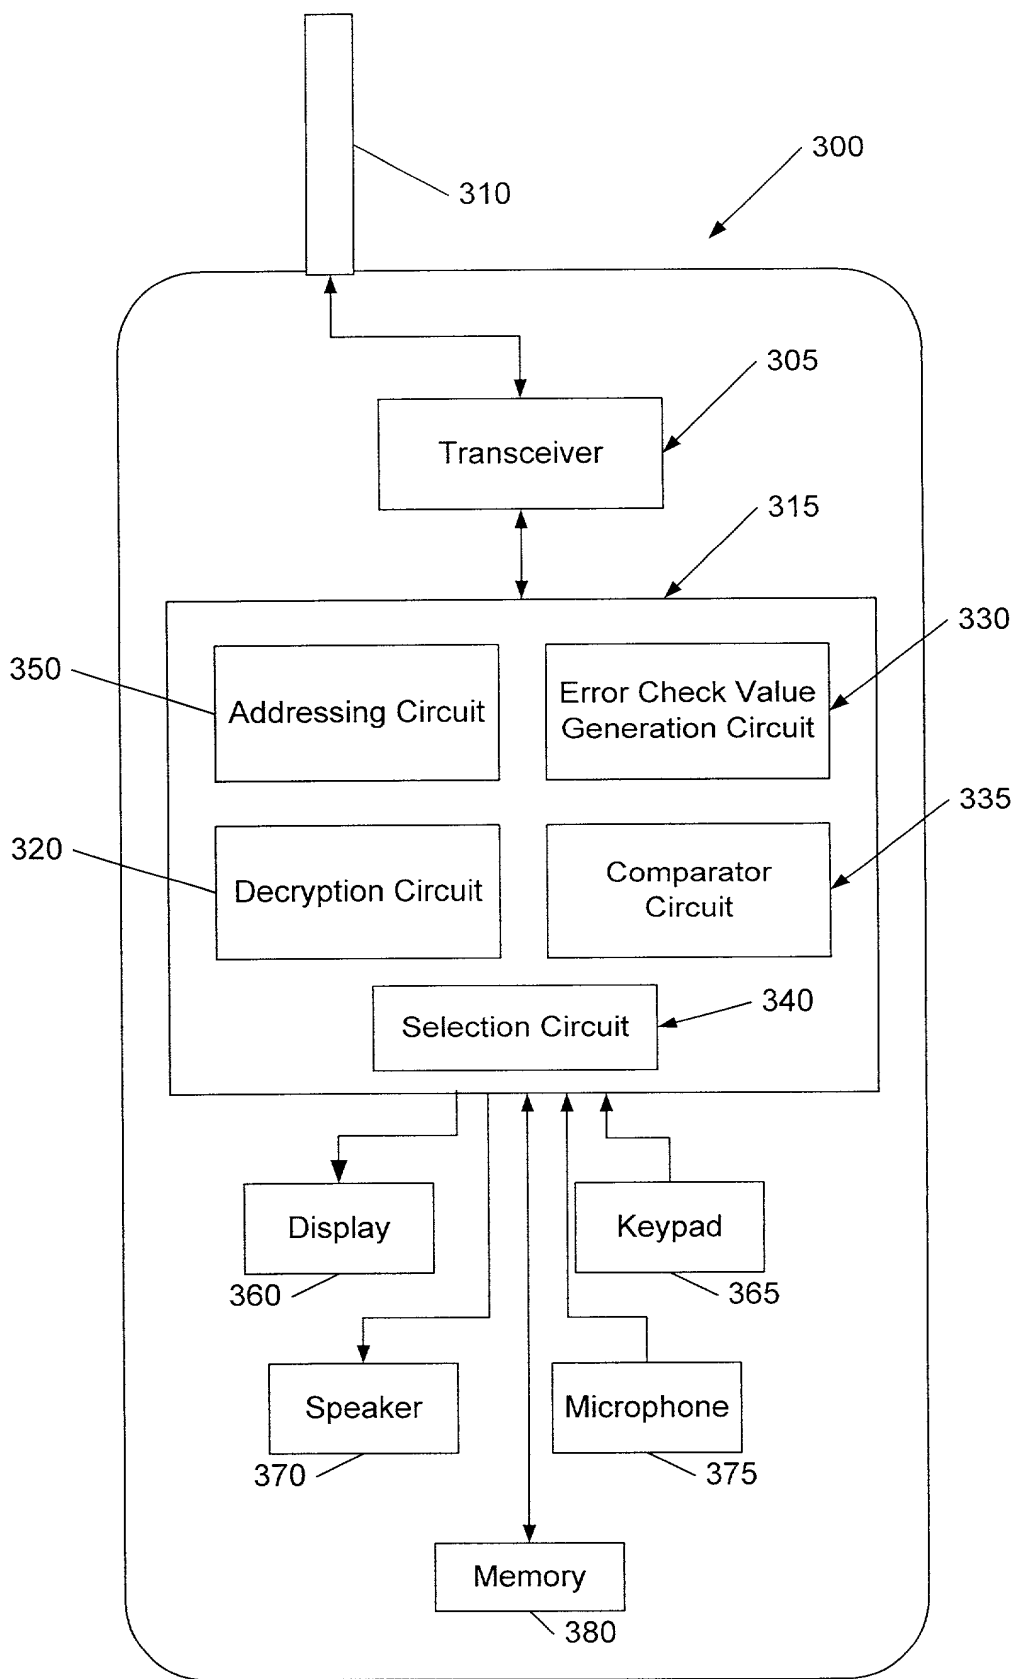 300
310
305
Transceiver
315
330
350
Error Check Value
Generation Circuit
Addressing Circuit
335
320
Comparator
Circuit
Decryption Circuit
340
Selection Circuit
Display
Keypad
360
365
Speaker
Microphone
370
375
Memory
380